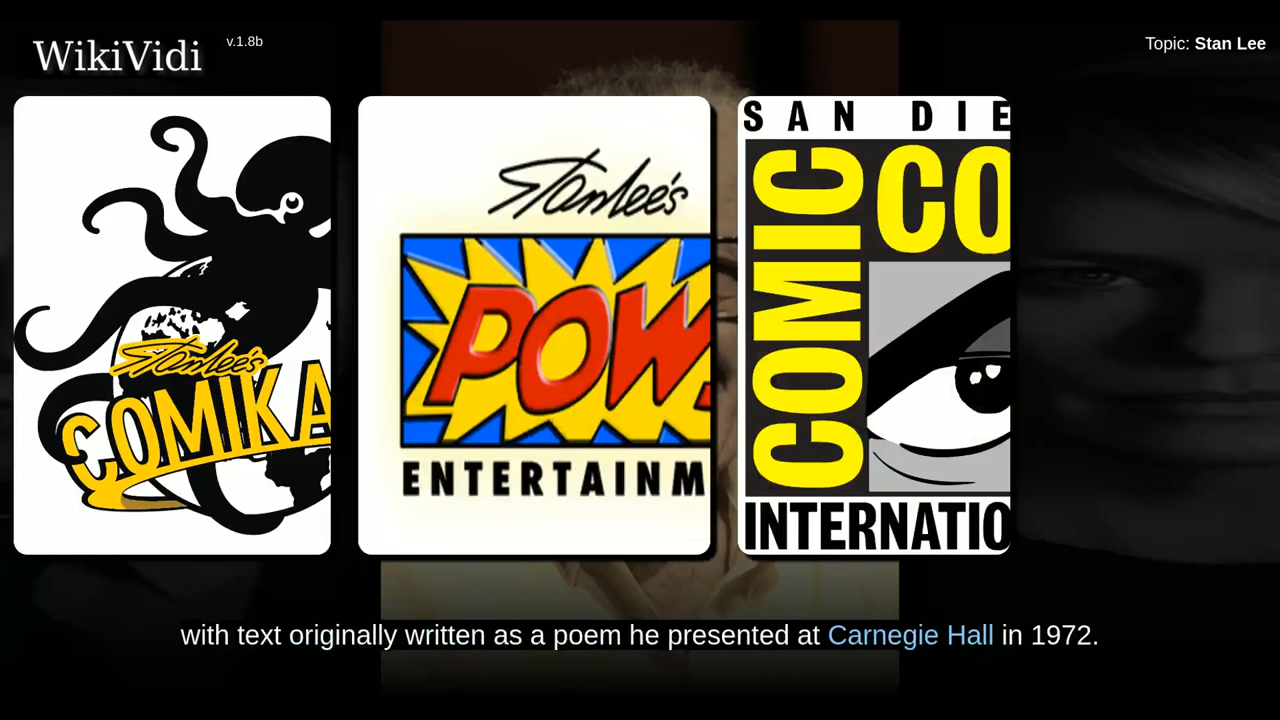 WikiVidi v.1.8b
Topic: Stan Lee
Stan Lee's
COMIKA
Stan Lee's
POW!
ENTERTAINM
SAN DIE
COMIC
CO
INTERNATIO
with text originally written as a poem he presented at Carnegie Hall in 1972.